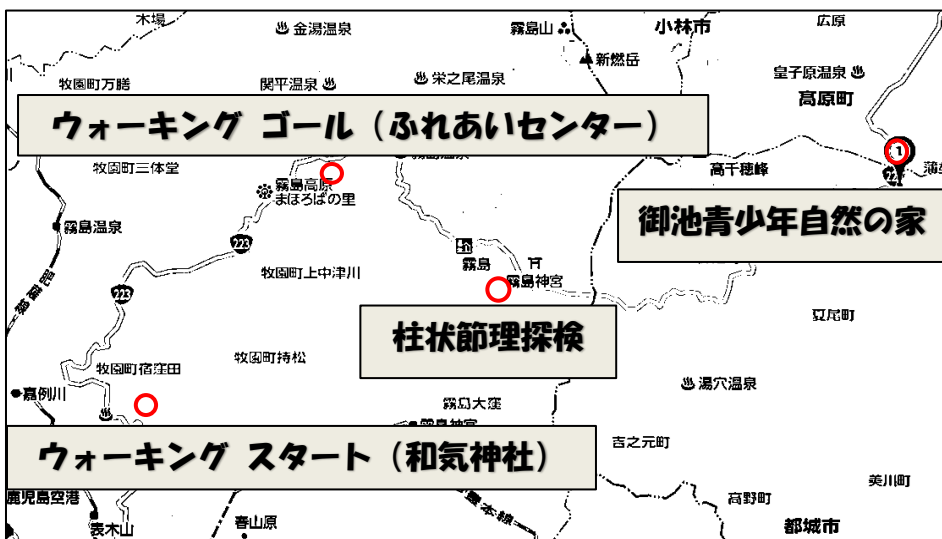 木場
金湯温泉
霧島山
小林市
広原
新燃岳
牧園町万膳
関平温泉
栄之尾温泉
皇子原温泉
高原町
ウォーキング ゴール（ふれあいセンター）
1
牧園町三体堂
高千穂峰
霧島高原
まほろばの里
御池青少年自然の家
霧島温泉
223
霧島
霧島神宮
牧園町上中津川
223
夏尾町
柱状節理探検
牧園町宿窪田
牧園町持松
湯穴温泉
嘉例川
霧島大窪
ウォーキング スタート（和気神社）
吉之元町
美川町
鹿児島空港
高野町
表木山
春山原
都城市